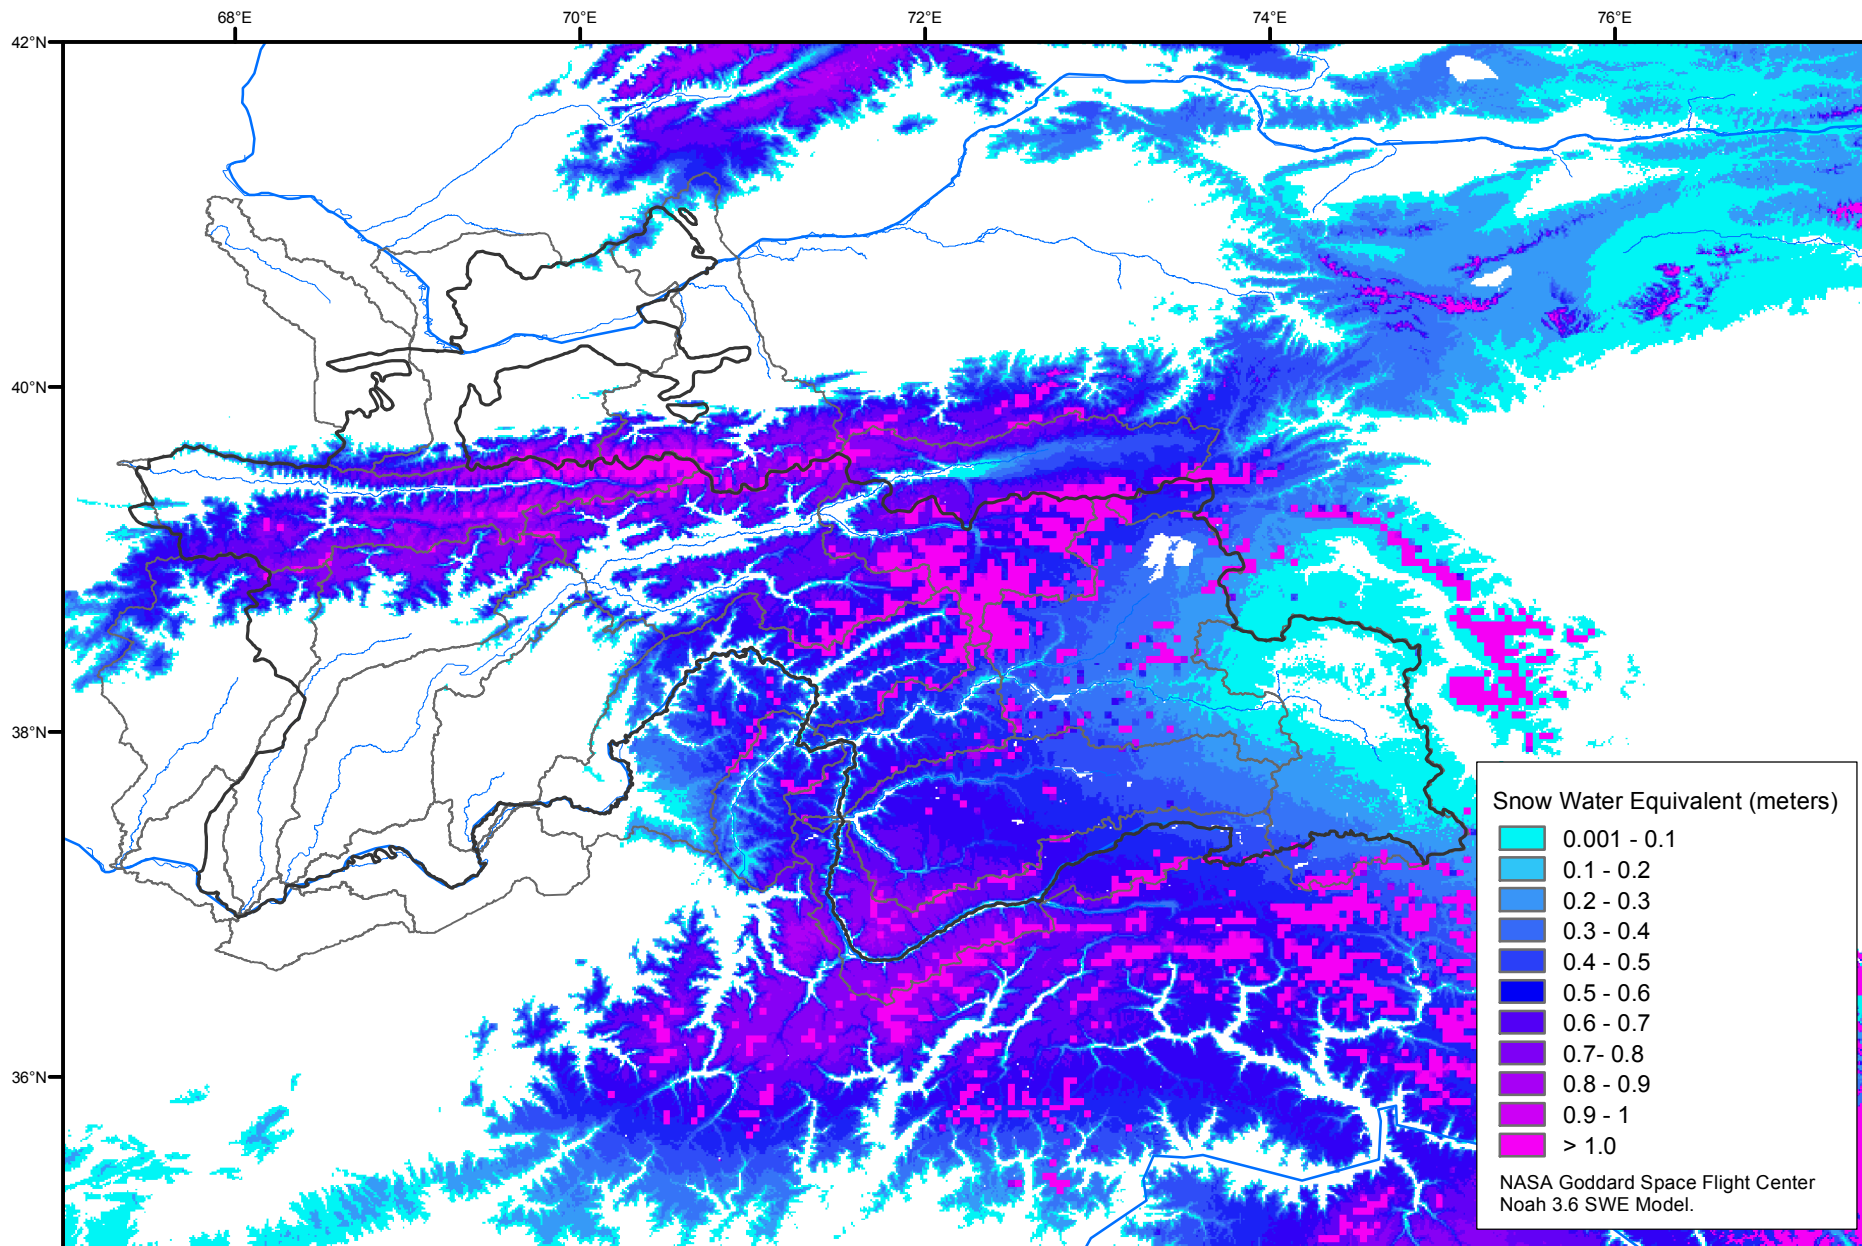 68°E 70°E 72°E 74°E 76°E
42°N
40°N
38°N
36°N
Snow Water Equivalent (meters)
0.001 - 0.1
0.1 - 0.2
0.2 - 0.3
0.3 - 0.4
0.4 - 0.5
0.5 - 0.6
0.6 - 0.7
0.7- 0.8
0.8 - 0.9
0.9 - 1
> 1.0
NASA Goddard Space Flight Center
Noah 3.6 SWE Model.